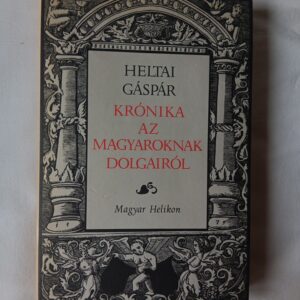 HELTAI
GÁSPÁR
KRÓNIKA
AZ
MAGYAROKNAK
DOLGAIRÓL
Magyar Helikon